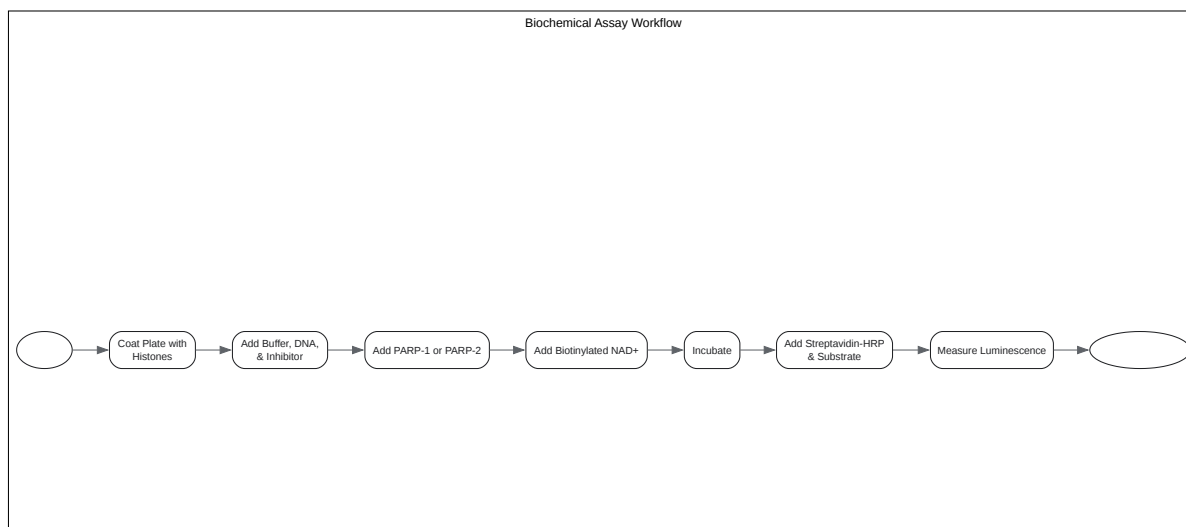 Biochemical Assay Workflow
Coat Plate with
Histones
Add Buffer, DNA,
& Inhibitor
Add PARP-1 or PARP-2
Add Biotinylated NAD+
Incubate
Add Streptavidin-HRP
& Substrate
Measure Luminescence